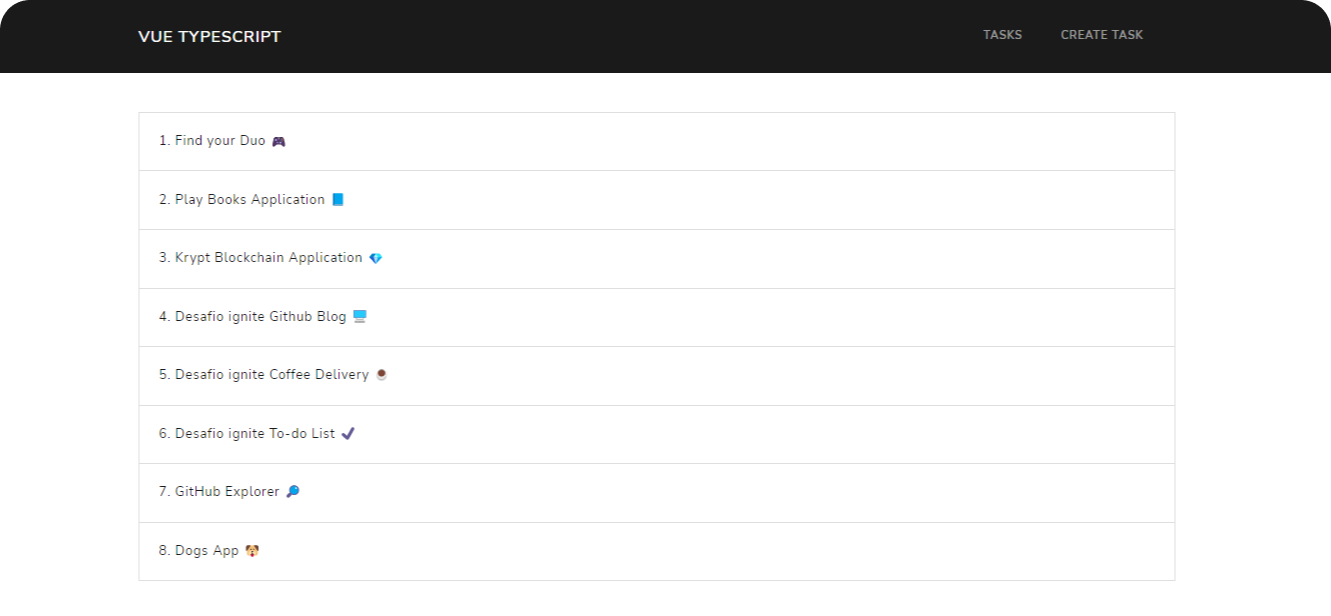 VUE TYPESCRIPT
TASKS
CREATE TASK
1. Find your Duo 🎮
2. Play Books Application 📘
3. Krypt Blockchain Application 💎
4. Desafio ignite Github Blog 🖥️
5. Desafio ignite Coffee Delivery ☕
6. Desafio ignite To-do List ✔️
7. GitHub Explorer 🔎
8. Dogs App 🐶